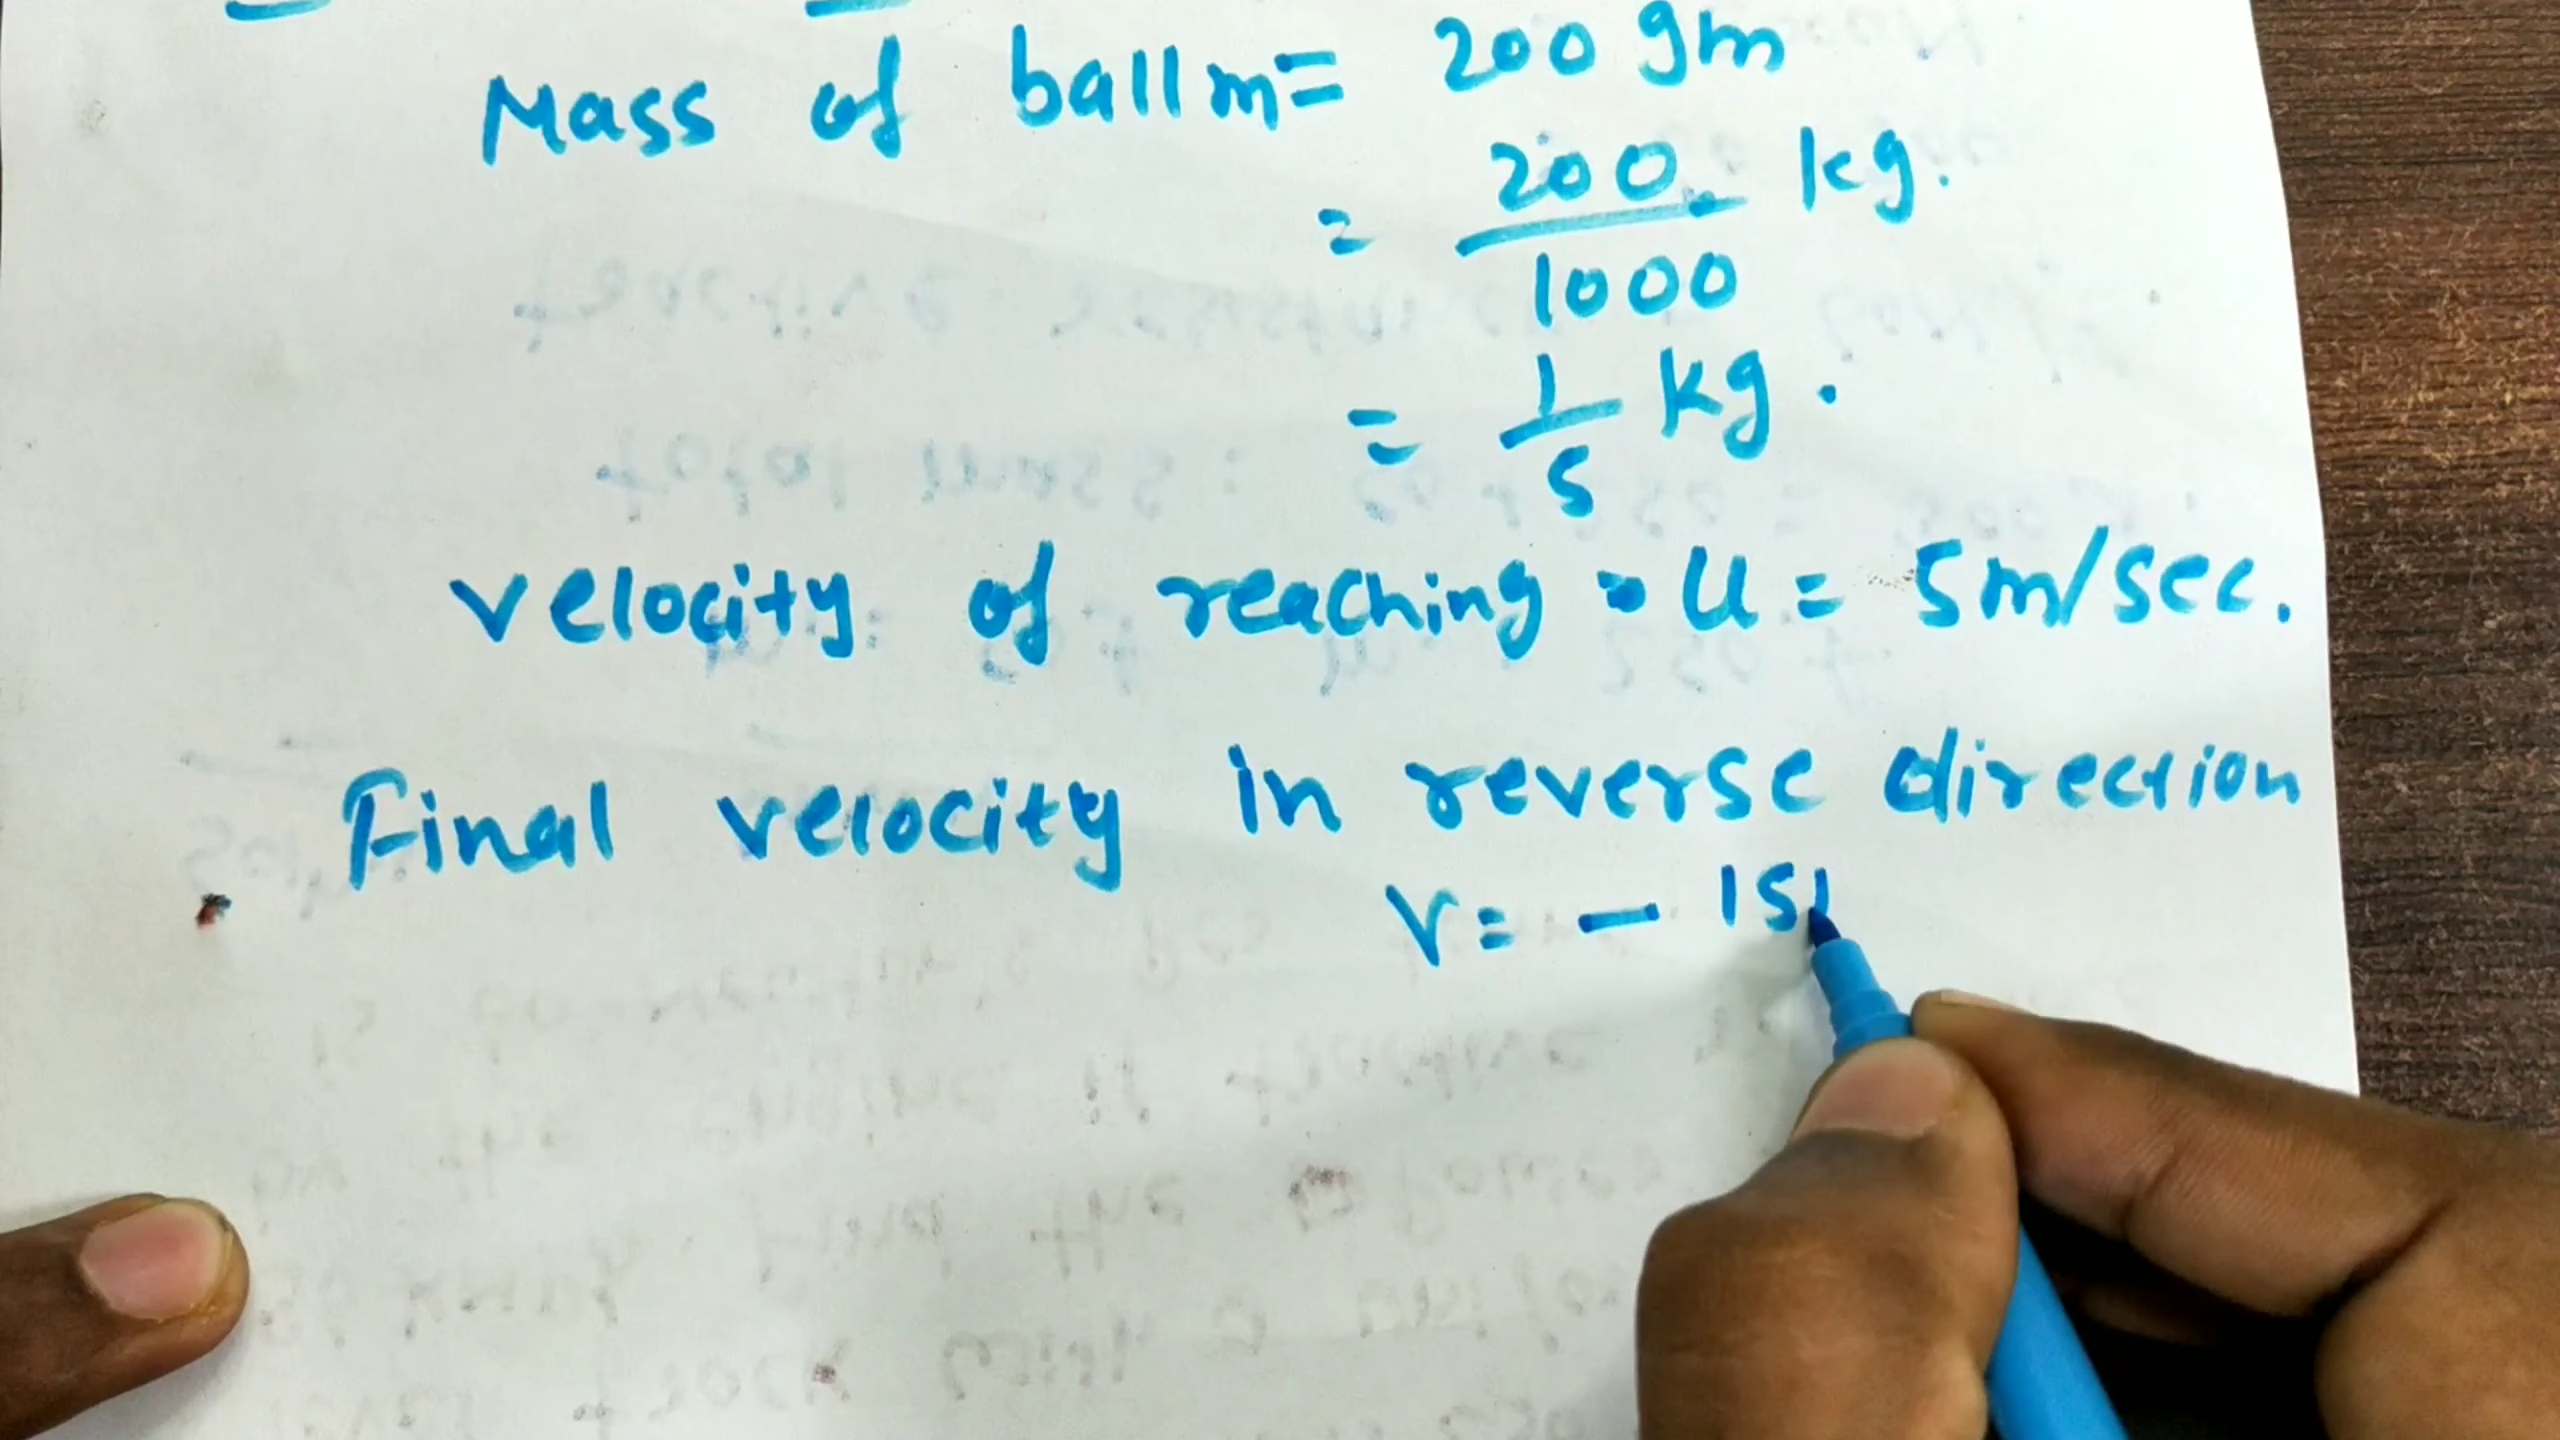 Mass of ball m = 200 gm
= 200/1000 kg.
= 1/5 kg.
velocity of reaching • u = 5m/sec.
Final velocity in reverse direction
v = - 15